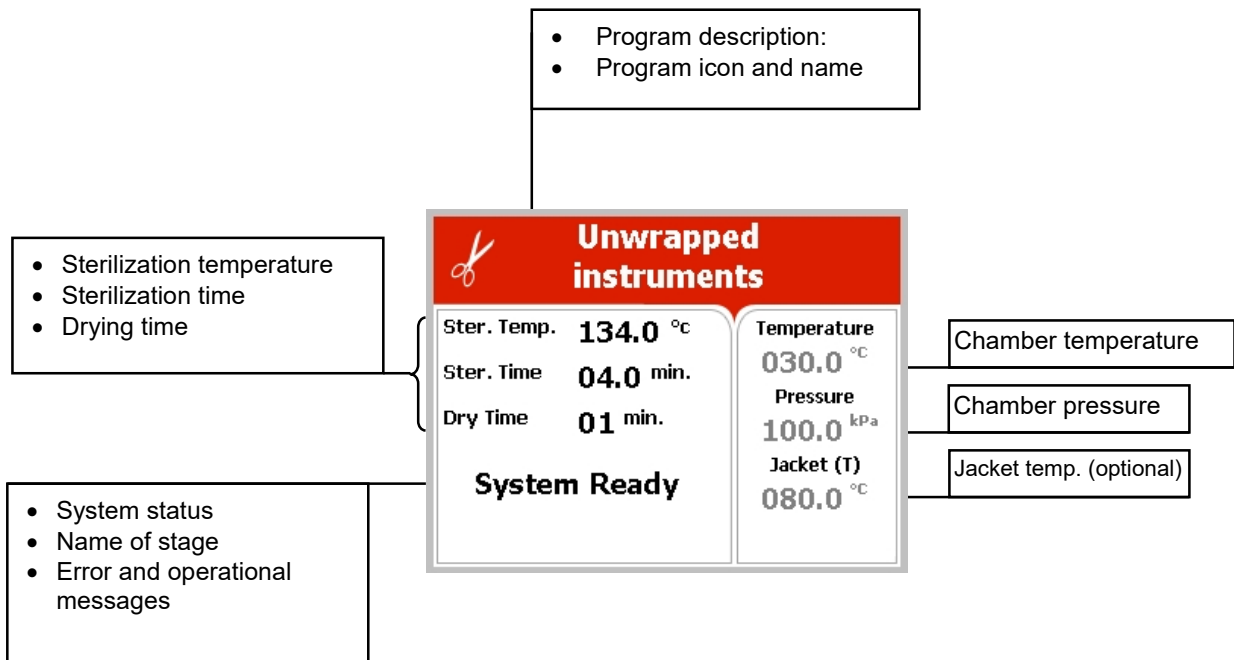 • Program description:
• Program icon and name
• Sterilization temperature
• Sterilization time
• Drying time
Unwrapped
instruments
Ster. Temp. 134.0 °c
Ster. Time 04.0 min.
Dry Time 01 min.
System Ready
Temperature
030.0 °C
Pressure
100.0 kPa
Jacket (T)
080.0 °C
Chamber temperature
Chamber pressure
Jacket temp. (optional)
• System status
• Name of stage
• Error and operational
messages